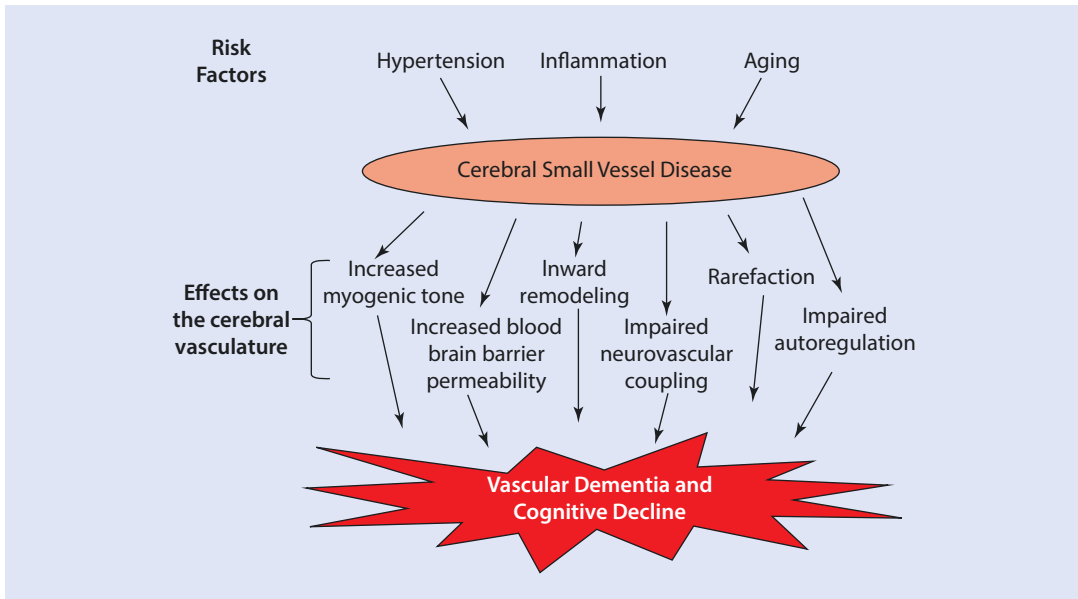 Risk
Factors
Hypertension
Inflammation
Aging
Cerebral Small Vessel Disease
Effects on
the cerebral
vasculature
Increased
myogenic tone
Increased blood
brain barrier
permeability
Inward
remodeling
Impaired
neurovascular
coupling
Rarefaction
Impaired
autoregulation
Vascular Dementia and
Cognitive Decline